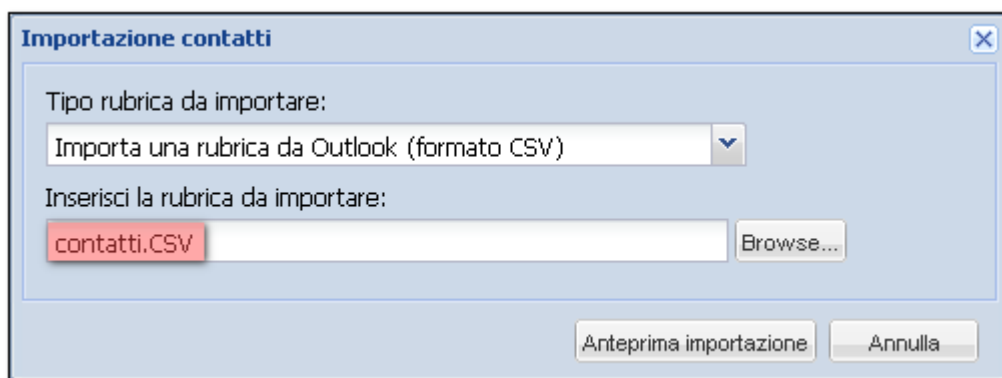 Importazione contatti
Tipo rubrica da importare:
Importa una rubrica da Outlook (formato CSV)
Inserisci la rubrica da importare:
contatti.CSV
Browse...
Anteprima importazione
Annulla